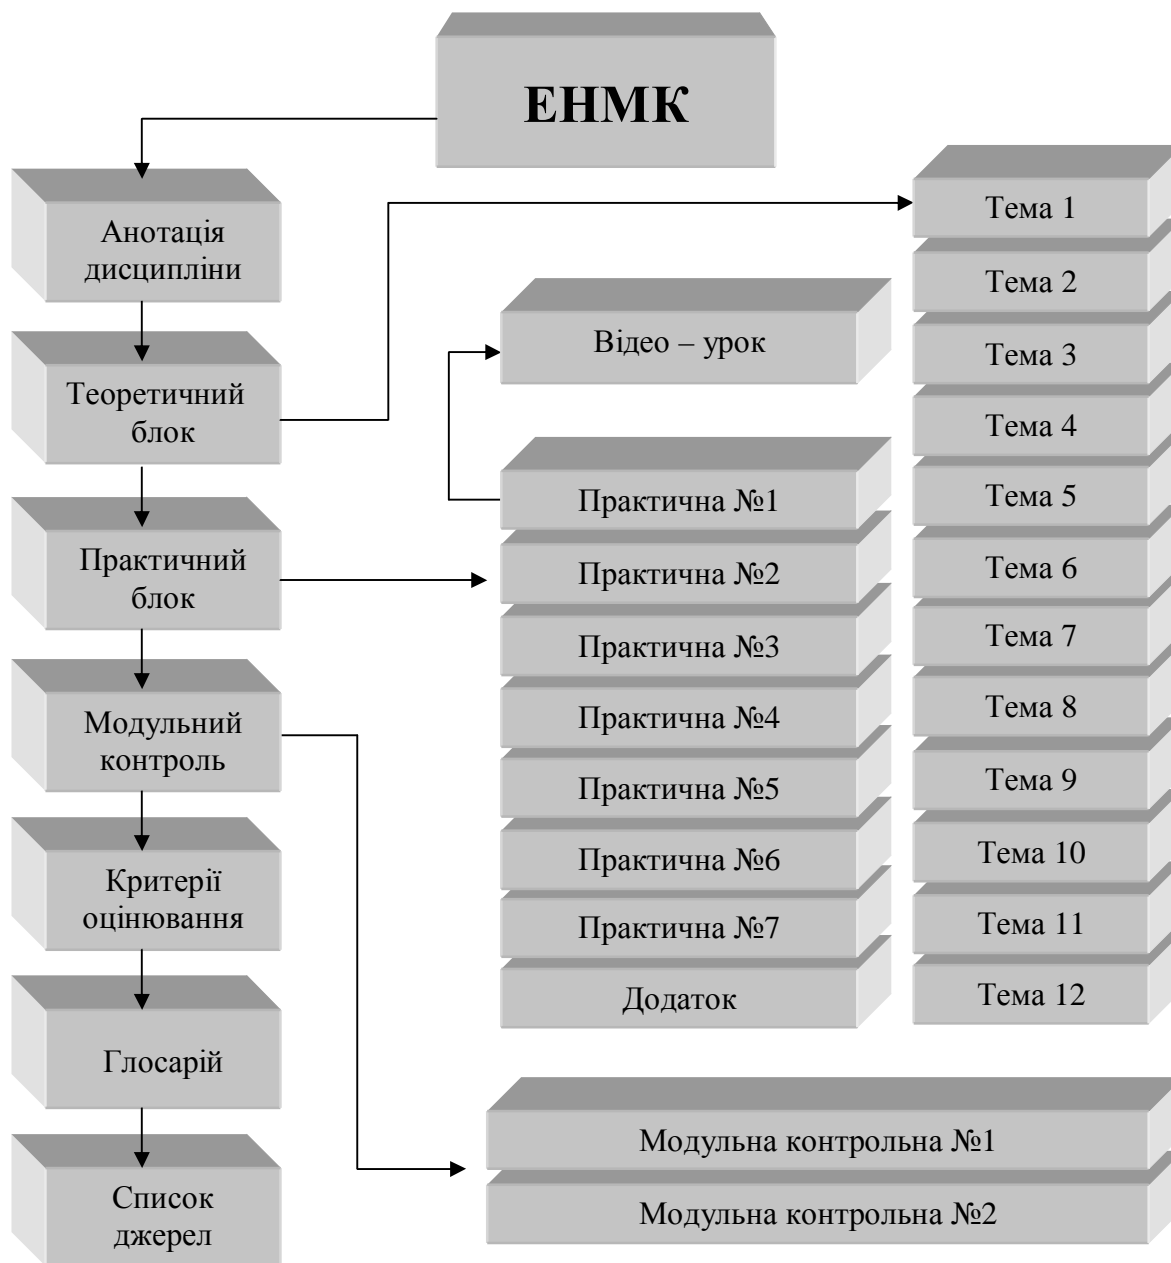 ЕНМК
Анотація
дисципліни
Теоретичний
блок
Практичний
блок
Модульний
контроль
Критерії
оцінювання
Глосарій
Список
джерел
Відео – урок
Практична №1
Практична №2
Практична №3
Практична №4
Практична №5
Практична №6
Практична №7
Додаток
Тема 1
Тема 2
Тема 3
Тема 4
Тема 5
Тема 6
Тема 7
Тема 8
Тема 9
Тема 10
Тема 11
Тема 12
Модульна контрольна №1
Модульна контрольна №2